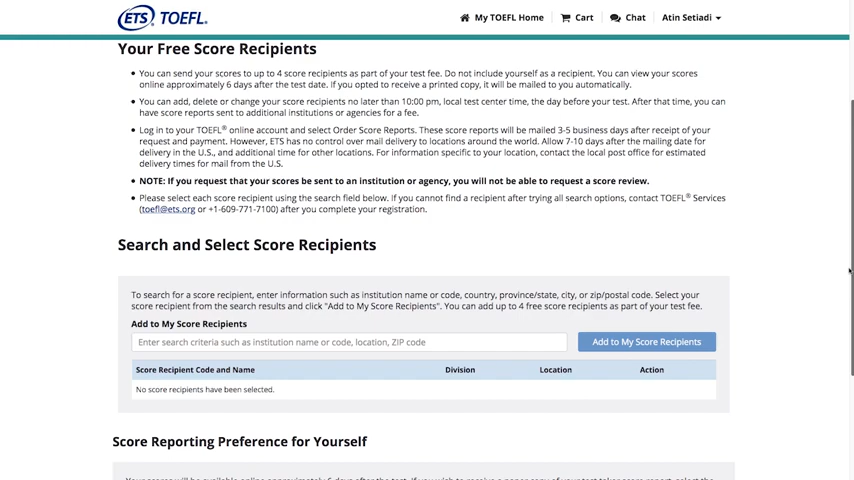 ETS TOEFL®
My TOEFL Home
Cart
Chat
Atin Setiadi
Your Free Score Recipients
You can send your scores to up to 4 score recipients as part of your test fee. Do not include yourself as a recipient. You can view your scores
online approximately 6 days after the test date. If you opted to receive a printed copy, it will be mailed to you automatically.
You can add, delete or change your score recipients no later than 10:00 pm, local test center time, the day before your test. After that time, you can
have score reports sent to additional institutions or agencies for a fee.
Log in to your TOEFL® online account and select Order Score Reports. These score reports will be mailed 3-5 business days after receipt of your
request and payment. However, ETS has no control over mail delivery to locations around the world. Allow 7-10 days after the mailing date for
delivery in the U.S., and additional time for other locations. For information specific to your location, contact the local post office for estimated
delivery times for mail from the U.S.
NOTE: If you request that your scores be sent to an institution or agency, you will not be able to request a score review.
Please select each score recipient using the search field below. If you cannot find a recipient after trying all search options, contact TOEFL® Services
(toefl@ets.org or +1-609-771-7100) after you complete your registration.
Search and Select Score Recipients
To search for a score recipient, enter information such as institution name or code, country, province/state, city, or zip/postal code. Select your
score recipient from the search results and click "Add to My Score Recipients". You can add up to 4 free score recipients as part of your test fee.
Add to My Score Recipients
Enter search criteria such as institution name or code, location, ZIP code
Add to My Score Recipients
Score Recipient Code and Name Division Location Action
No score recipients have been selected.
Score Reporting Preference for Yourself